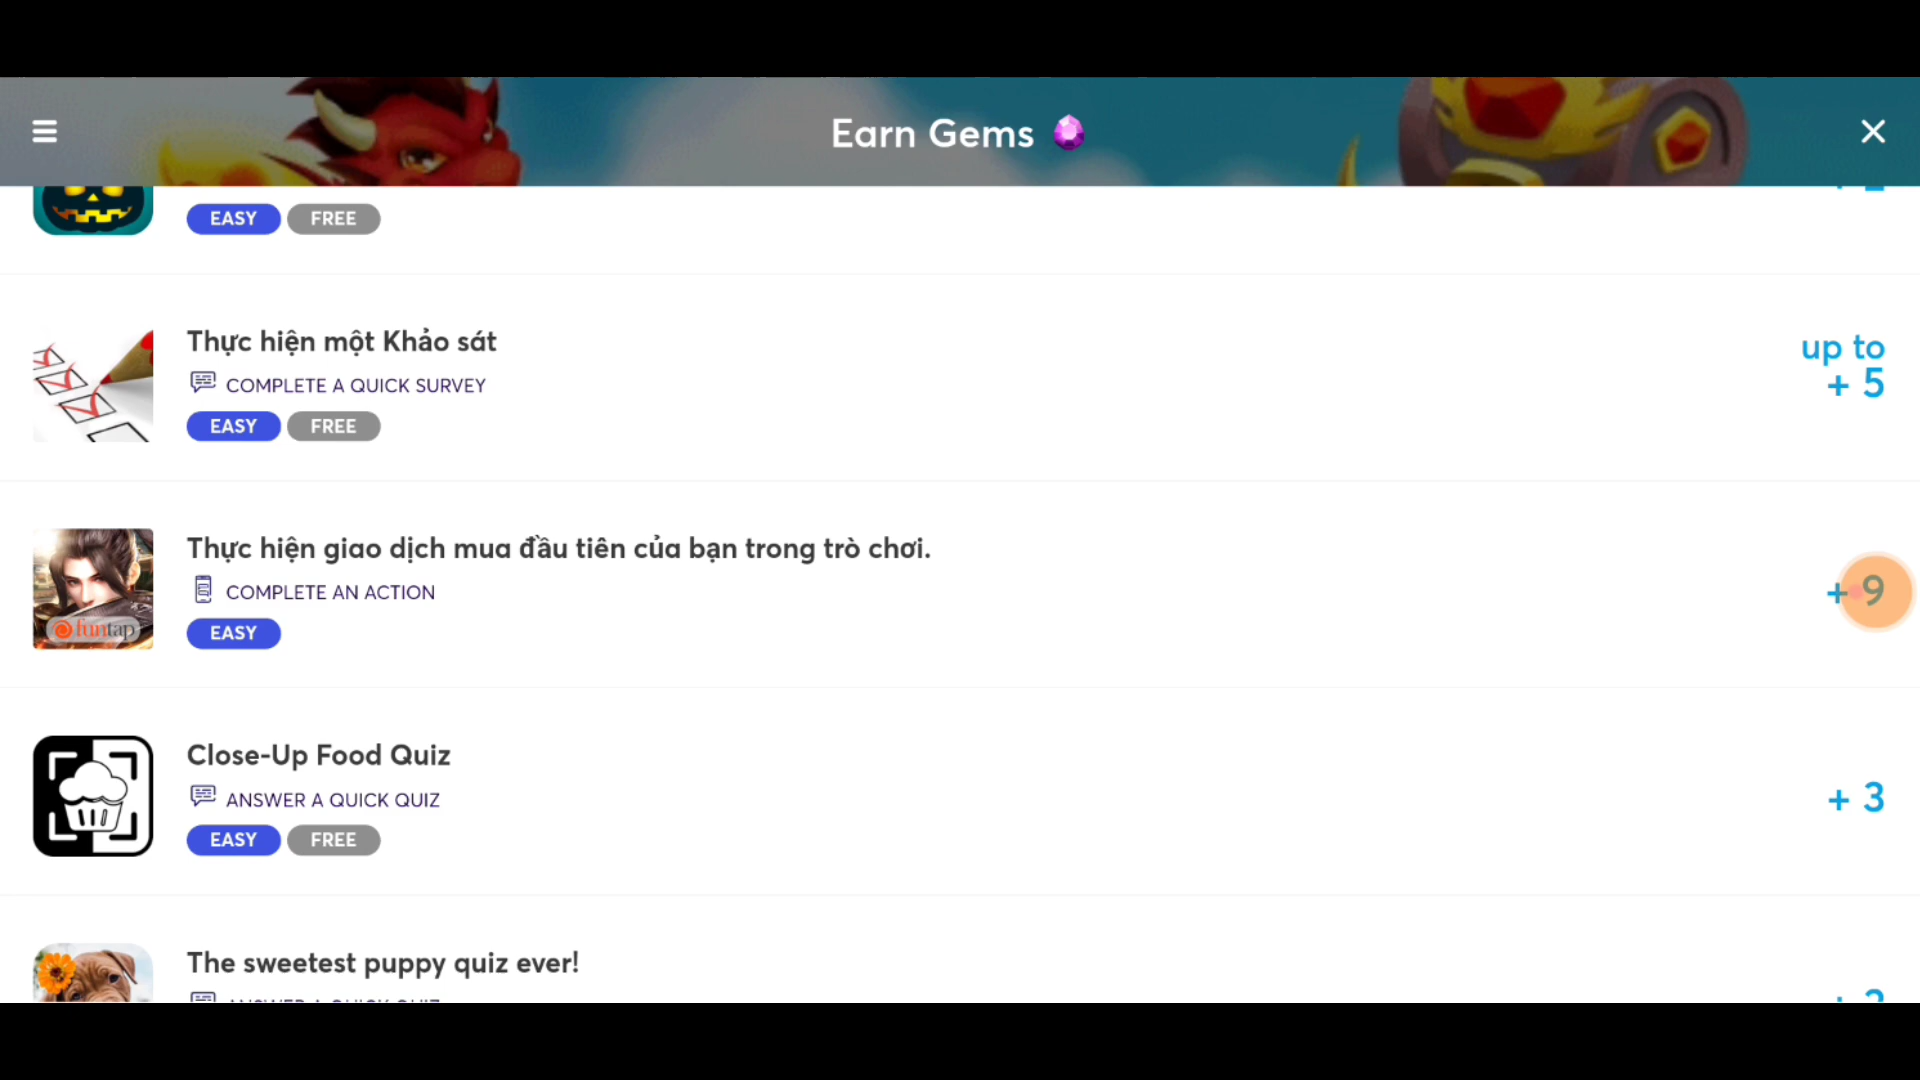 Earn Gems
EASY FREE
Thực hiện một Khảo sát
COMPLETE A QUICK SURVEY
EASY FREE
up to
+ 5
Thực hiện giao dịch mua đầu tiên của bạn trong trò chơi.
COMPLETE AN ACTION
EASY
+ 9
funtap
Close-Up Food Quiz
ANSWER A QUICK QUIZ
EASY FREE
+ 3
The sweetest puppy quiz ever!